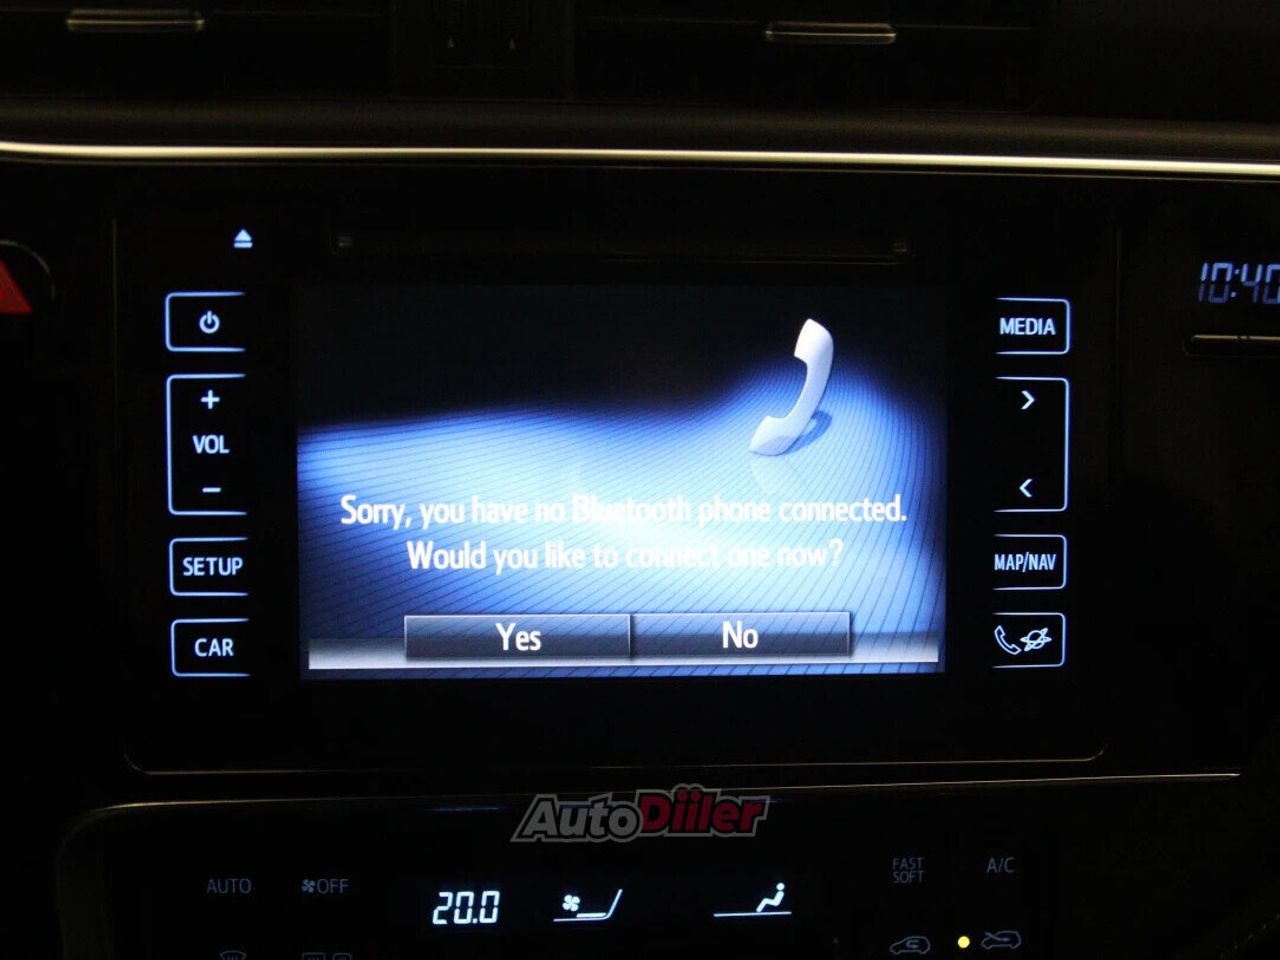 10:40
MEDIA
+
VOL
-
Sorry, you have no Bluetooth phone connected.
Would you like to connect one now?
SETUP
MAP/NAV
Yes
No
CAR
AutoDiiler
AUTO
OFF
FAST
SOFT
A/C
20.0